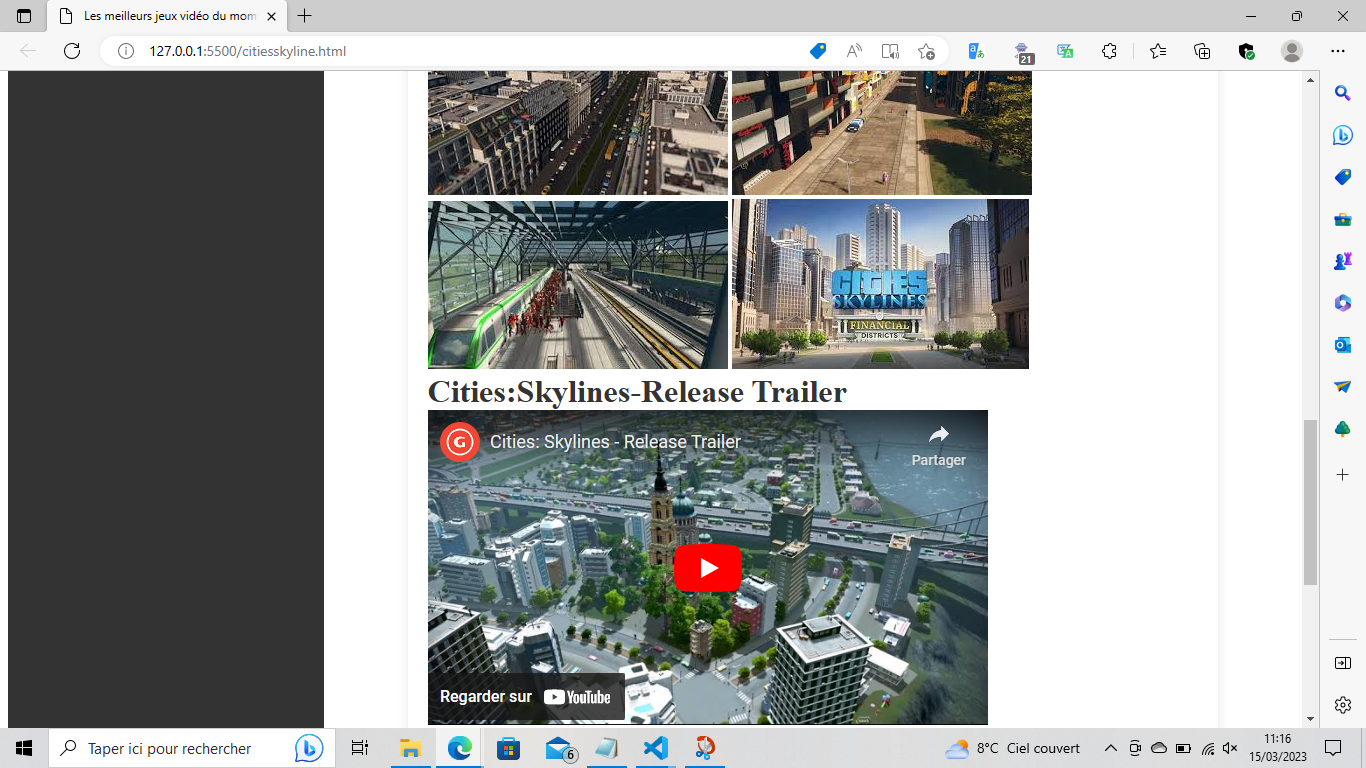 Les meilleurs jeux vidéo du mom
127.0.0.1:5500/citiesskyline.html
21
CITIES
SKYLINES
FINANCIAL
DISTRICTS
Cities:Skylines-Release Trailer
G
Cities: Skylines - Release Trailer
Partager
Regarder sur YouTube
Taper ici pour rechercher
6
8°C Ciel couvert
11:16
15/03/2023